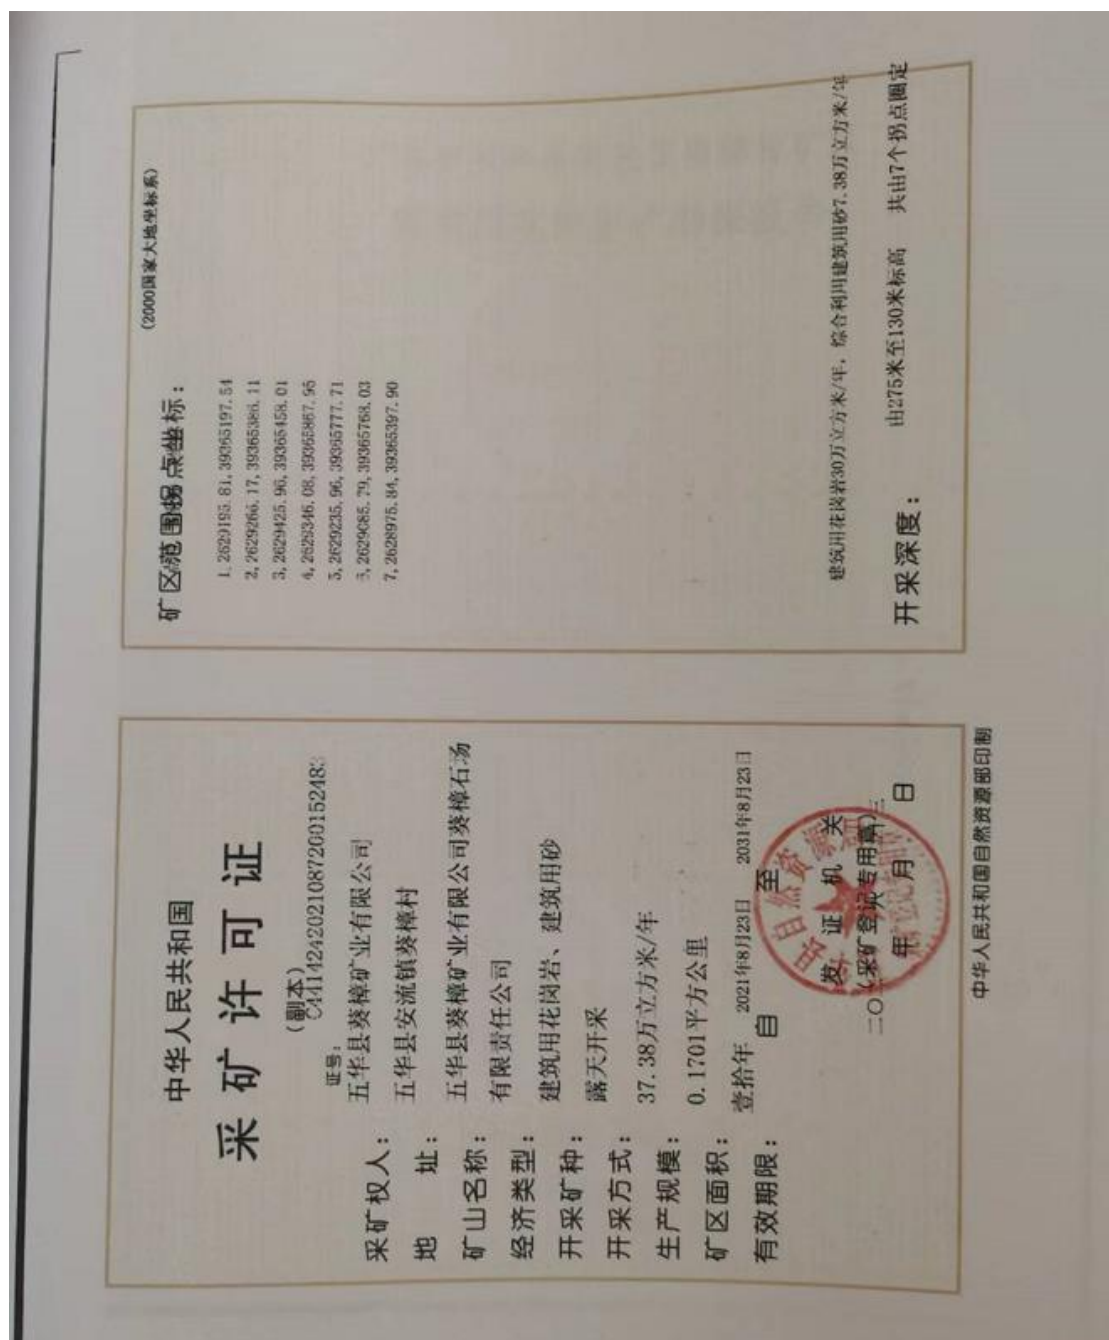 中华人民共和国
采矿许可证
(副本)
证号: C4414242021087200152483
采矿权人: 五华县葵樟矿业有限公司
地址: 五华县安流镇葵樟村
矿山名称: 五华县葵樟矿业有限公司葵樟石场
经济类型: 有限责任公司
开采矿种: 建筑用花岗岩、建筑用砂
开采方式: 露天开采
生产规模: 37.38万立方米/年
矿区面积: 0.1701平方公里
有效期限: 壹拾年 自 2021年8月23日 至 2031年8月23日
发证机关
(采矿登记专用章)
年 月 日
中华人民共和国自然资源部印制
矿区范围拐点坐标: (2000国家大地坐标系)
1, 2629195.81, 39365197.54
2, 2629266.17, 39365386.11
3, 2629425.96, 39365458.01
4, 2629346.08, 39365867.95
5, 2629235.96, 39365777.71
6, 2629085.79, 39365768.03
7, 2628975.84, 39365397.90
建筑用花岗岩30万立方米/年, 综合利用建筑用砂7.38万立方米/年
开采深度: 由275米至130米标高 共由7个拐点圈定